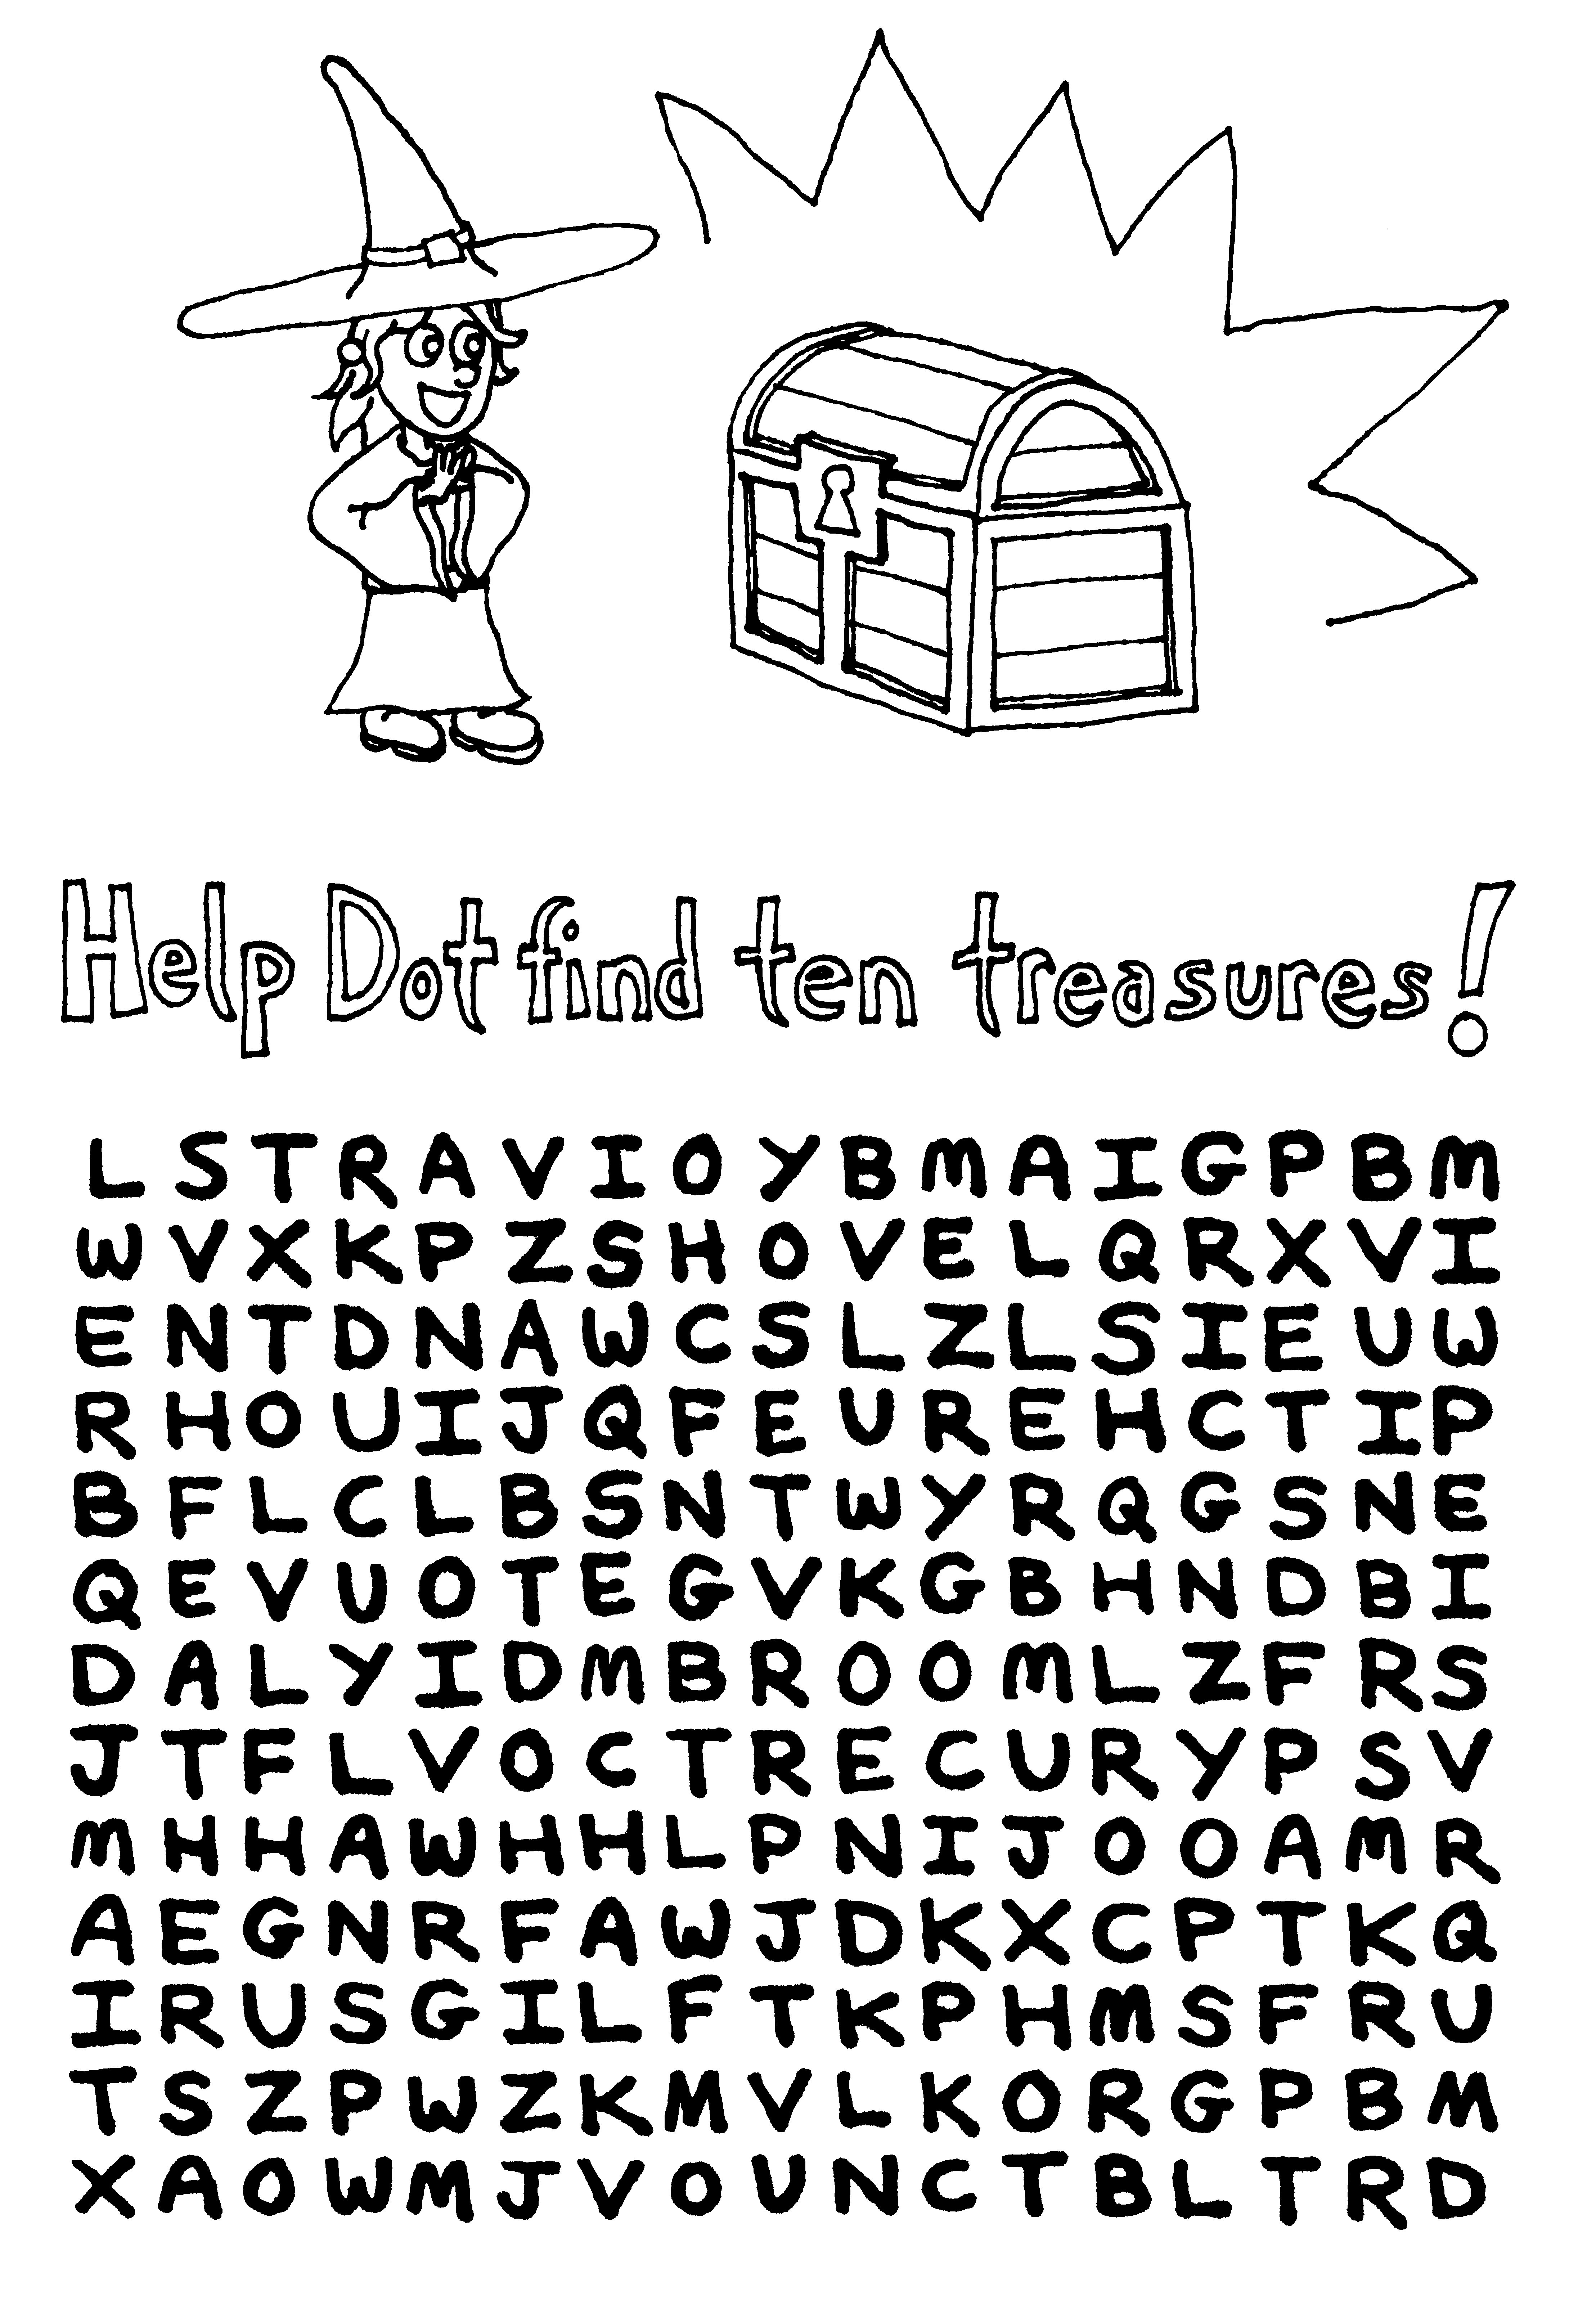 Help Dot find ten treasures!
L S T R A V I O Y B M A I G P B M
W V X K P Z S H O V E L Q R X V I
E N T D N A W C S L Z L S I E U W
R H O U I J Q F E U R E H C T I P
B F L C L B S N T W Y R Q G S N E
Q E V U O T E G V K G B H N D B I
D A L Y I D M B R O O M L Z F R S
J T F L V O C T R E C U R Y P S V
M H H A W H H L P N I J O O A M R
A E G N R F A W J D K X C P T K Q
I R U S G I L F T K P H M S F R U
T S Z P W Z K M V L K O R G P B M
X A O W M J V O U N C T B L T R D